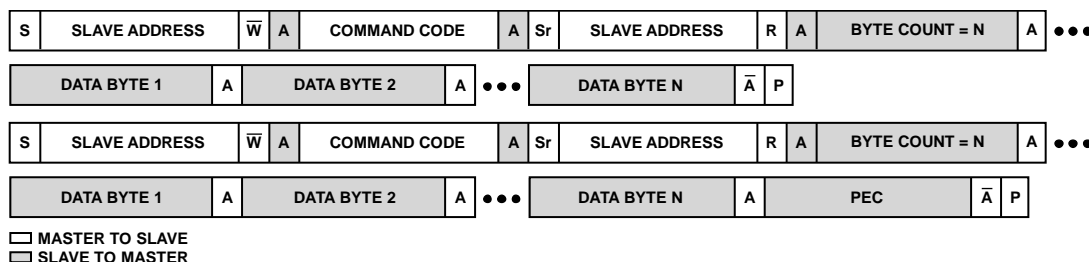 S SLAVE ADDRESS W̅ A COMMAND CODE A Sr SLAVE ADDRESS R A BYTE COUNT = N A •••
DATA BYTE 1 A DATA BYTE 2 A ••• DATA BYTE N A̅ P
S SLAVE ADDRESS W̅ A COMMAND CODE A Sr SLAVE ADDRESS R A BYTE COUNT = N A •••
DATA BYTE 1 A DATA BYTE 2 A ••• DATA BYTE N A PEC A̅ P
MASTER TO SLAVE
SLAVE TO MASTER